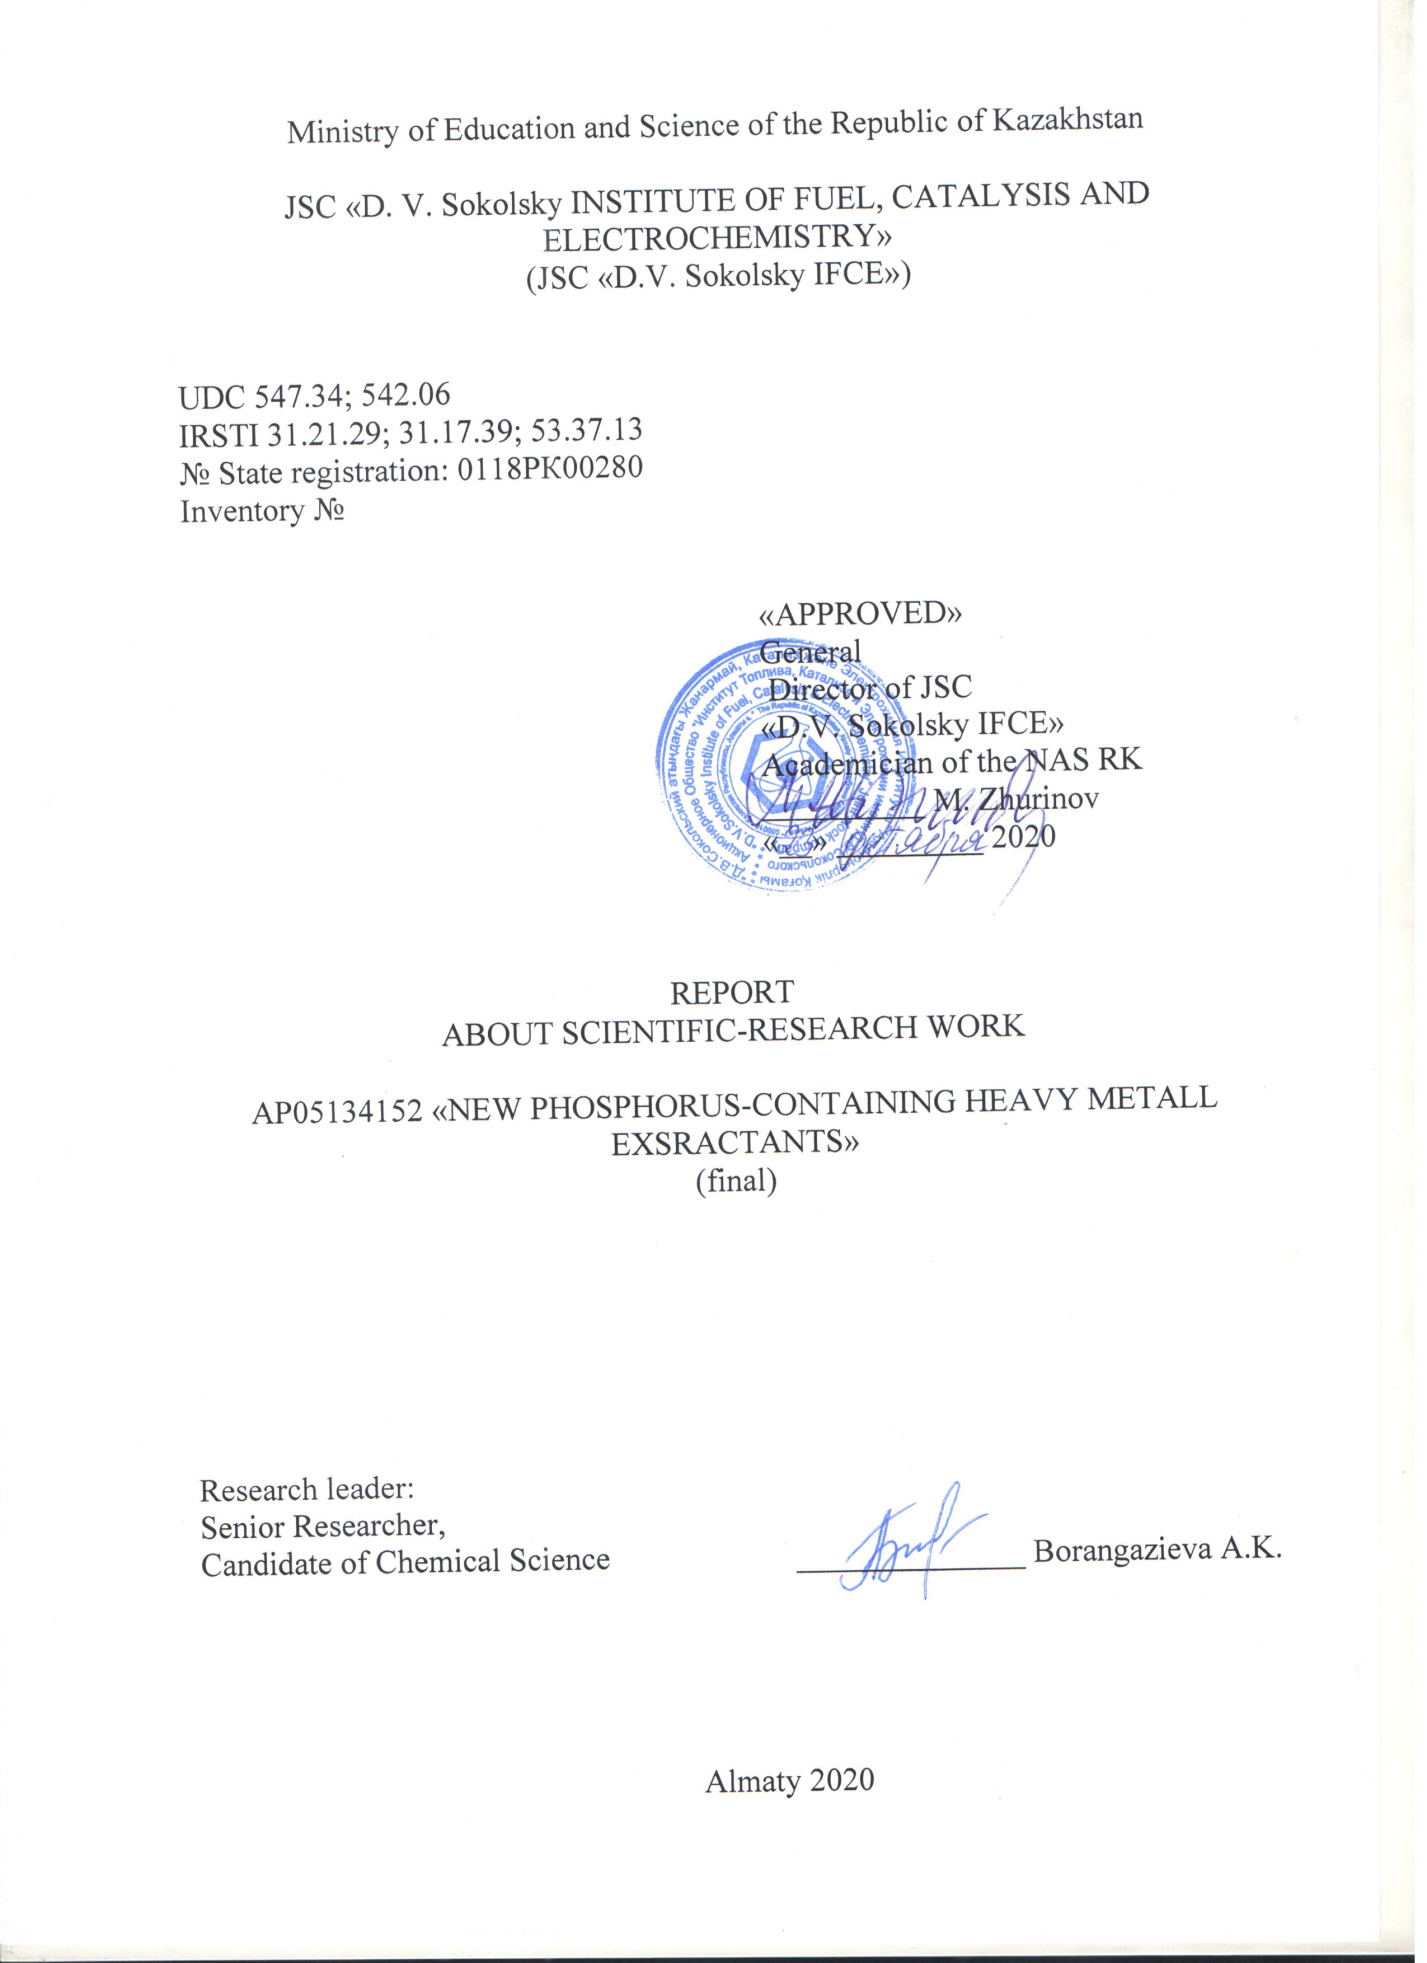 Ministry of Education and Science of the Republic of Kazakhstan
JSC «D. V. Sokolsky INSTITUTE OF FUEL, CATALYSIS AND
ELECTROCHEMISTRY»
(JSC «D.V. Sokolsky IFCE»)
UDC 547.34; 542.06
IRSTI 31.21.29; 31.17.39; 53.37.13
№ State registration: 0118РК00280
Inventory №
«APPROVED»
General
Director of JSC
«D.V. Sokolsky IFCE»
Academician of the NAS RK
M. Zhurinov
« » октября 2020
REPORT
ABOUT SCIENTIFIC-RESEARCH WORK
AP05134152 «NEW PHOSPHORUS-CONTAINING HEAVY METALL
EXSRACTANTS»
(final)
Research leader:
Senior Researcher,
Candidate of Chemical Science
Borangazieva A.K.
Almaty 2020